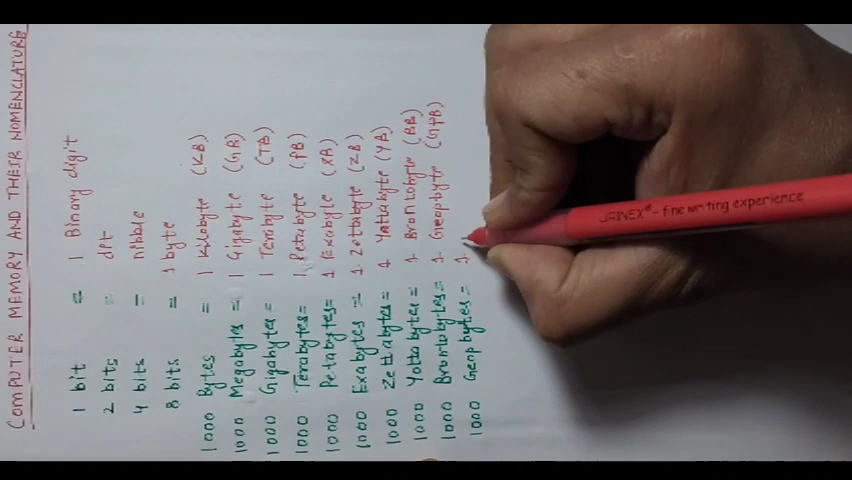 COMPUTER MEMORY AND THEIR NOMENCLATURE
1 bit = 1 Binary digit
2 bits = dit
4 bits = nibble
8 bits = 1 byte
1000 Bytes = 1 Kilobyte (KB)
1000 Megabytes = 1 Gigabyte (GB)
1000 Gigabytes = 1 Terabyte (TB)
1000 Terabytes = 1 Petabyte (PB)
1000 Petabytes = 1 Exabyte (XB)
1000 Exabytes = 1 Zettabyte (ZB)
1000 Zettabytes = 1 Yottabyte (YB)
1000 Yottabytes = 1 Brontobyte (BB)
1000 Brontobytes = 1 Geopbyte (GPB)
1000 Geopbytes = 1
JAINEX® - fine writing experience